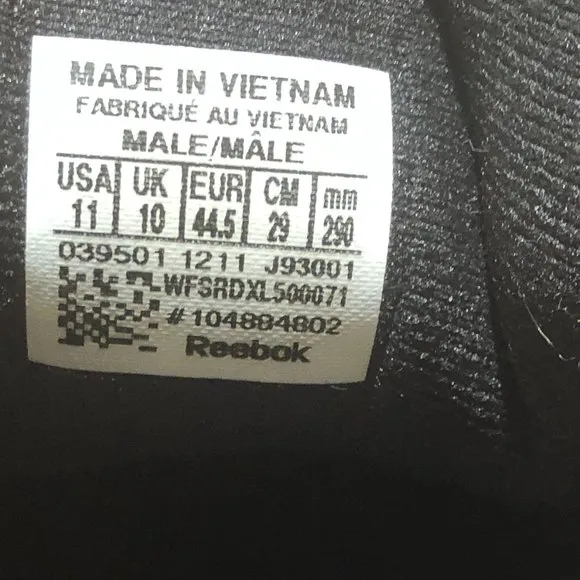 MADE IN VIETNAM
FABRIQUÉ AU VIETNAM
MALE/MÂLE
USA UK EUR CM mm
11 10 44.5 29 290
039501 1211 J93001
WFSRDXL500071
#104884802
Reebok